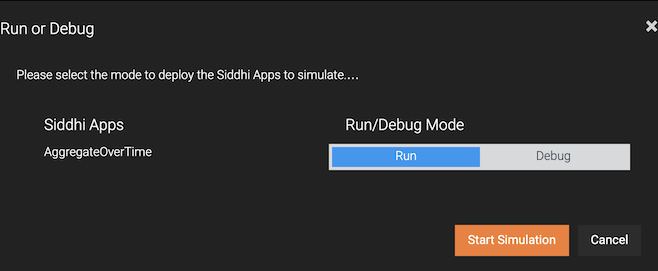 Run or Debug
Please select the mode to deploy the Siddhi Apps to simulate....
Siddhi Apps
Run/Debug Mode
AggregateOverTime
Run
Debug
Start Simulation
Cancel